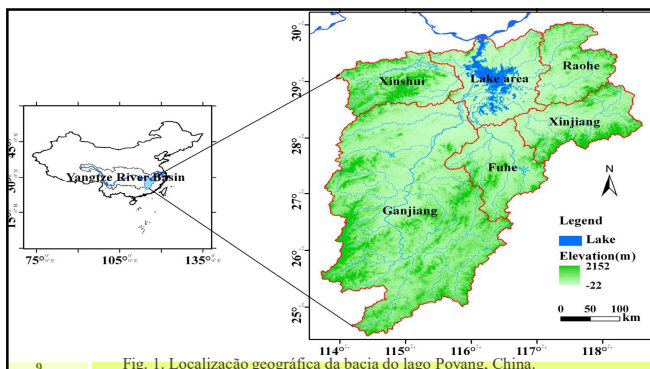 45°
30°
15°
Yangtze River Basin
75°
105°
135°
30°
29°
28°
27°
26°
25°
Xiushui
Lake area
Raohe
Xinjiang
Fuhe
Ganjiang
N
Legend
Lake
Elevation(m)
2152
-22
0 50 100
km
114° 115° 116° 117° 118°
9
Fig. 1. Localização geográfica da bacia do lago Poyang, China.